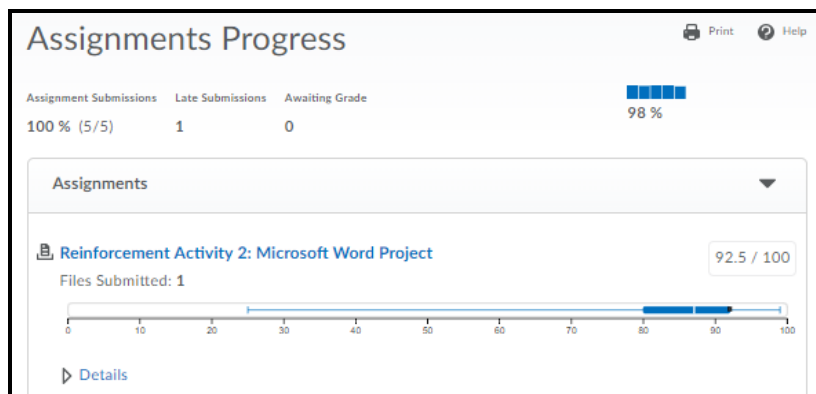 Assignments Progress
Print
Help
Assignment Submissions Late Submissions Awaiting Grade
100 % (5/5) 1 0
98 %
Assignments
Reinforcement Activity 2: Microsoft Word Project
92.5 / 100
Files Submitted: 1
0 10 20 30 40 50 60 70 80 90 100
Details